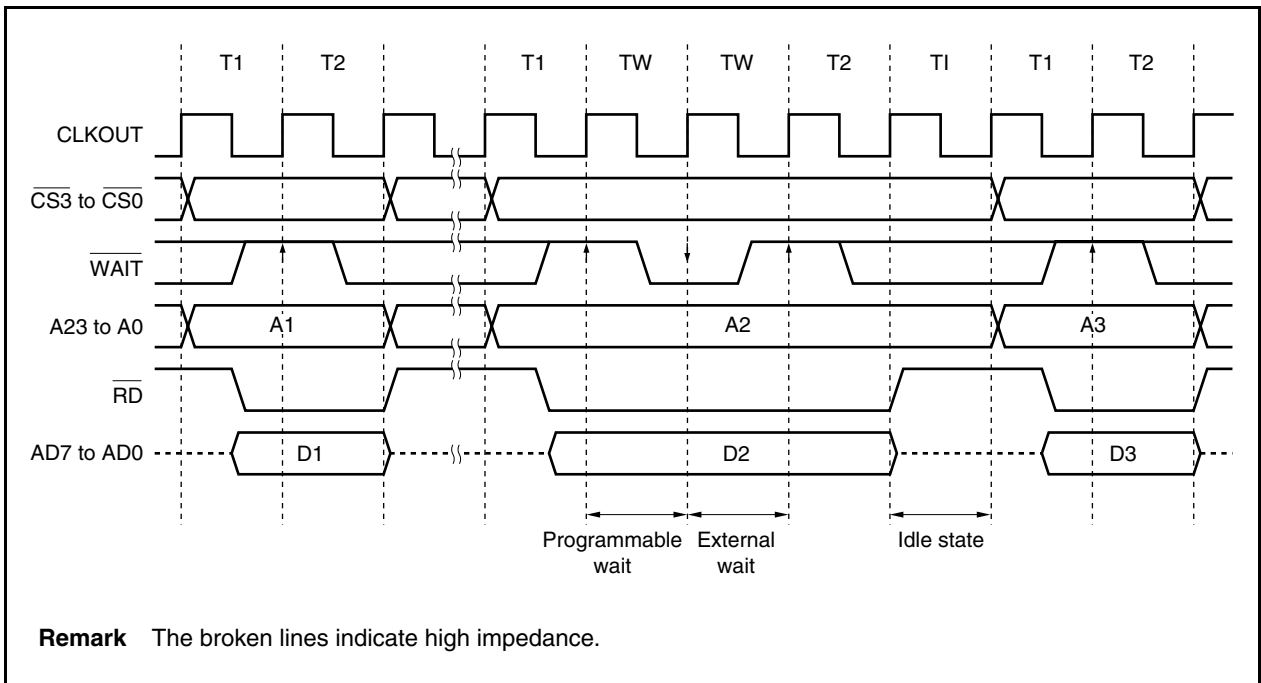 T1 T2 T1 TW TW T2 TI T1 T2
CLKOUT
CS3 to CS0
WAIT
A23 to A0 A1 A2 A3
RD
AD7 to AD0 D1 D2 D3
Programmable wait
External wait
Idle state
Remark The broken lines indicate high impedance.